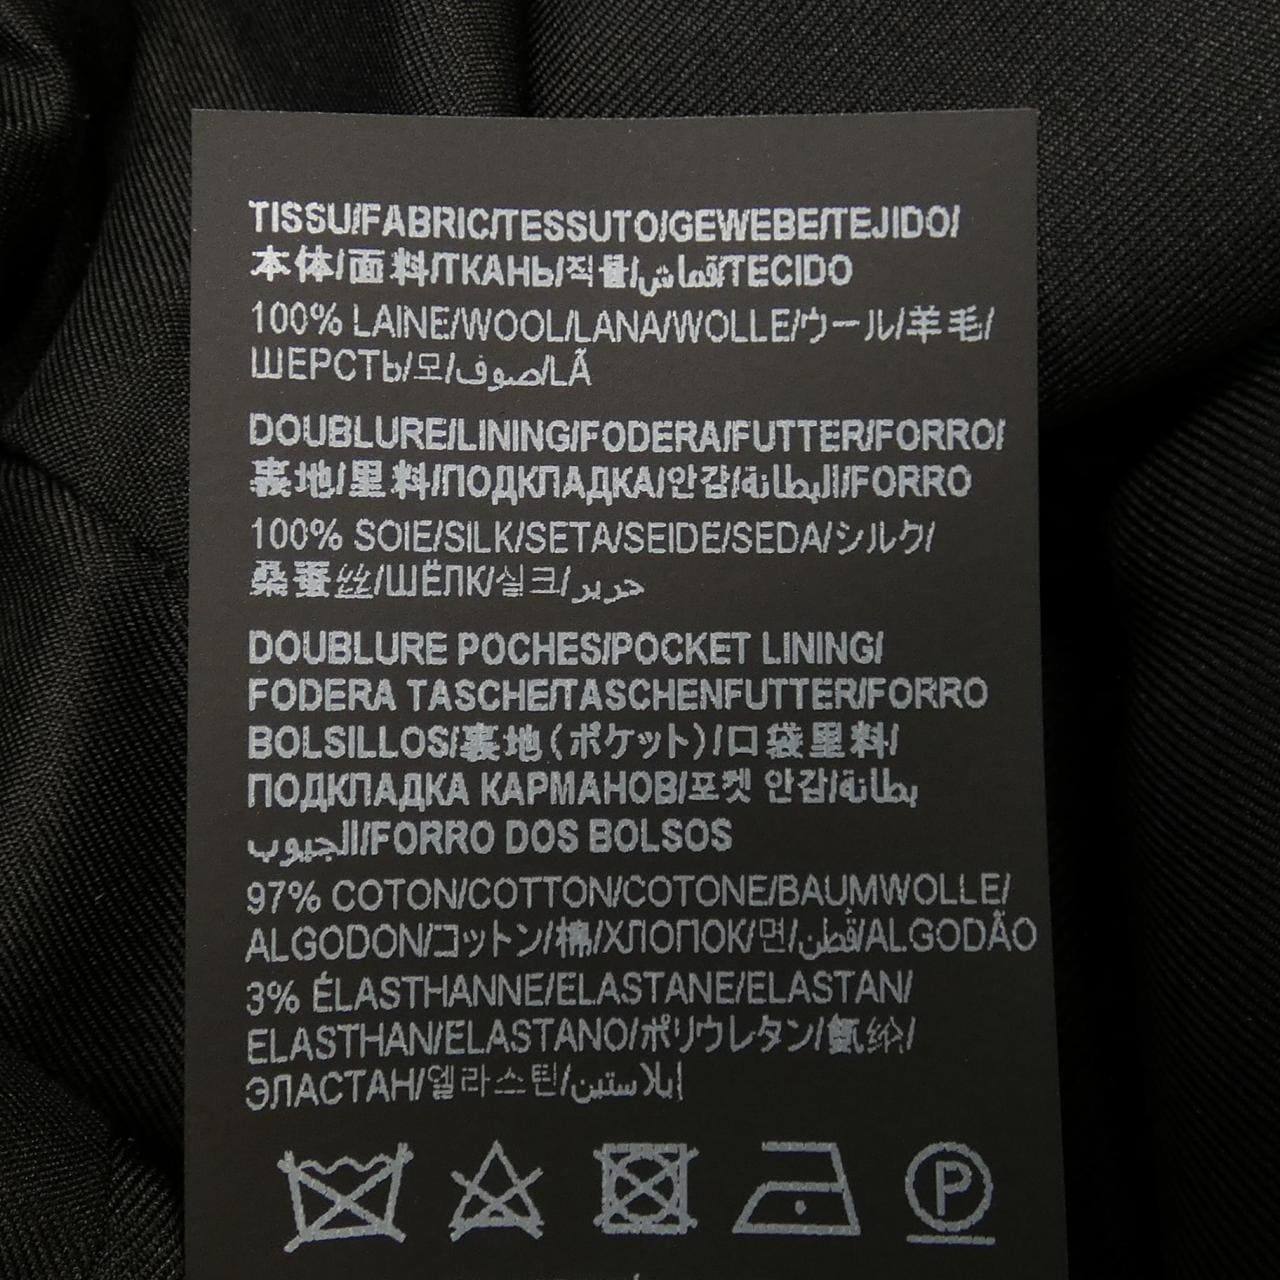 TISSU/FABRIC/TESSUTO/GEWEBE/TEJIDO/
本体/面料/ТКАНЬ/직물/قماش/TECIDO
100% LAINE/WOOL/LANA/WOLLE/ウール/羊毛/
ШЕРСТЬ/모/صوف/LÃ
DOUBLURE/LINING/FODERA/FUTTER/FORRO/
裏地/里料/ПОДКЛАДКА/안감/البطانة/FORRO
100% SOIE/SILK/SETA/SEIDE/SEDA/シルク/
桑蚕丝/ШЁЛК/실크/حرير
DOUBLURE POCHES/POCKET LINING/
FODERA TASCHE/TASCHENFUTTER/FORRO
BOLSILLOS/裏地(ポケット)/口袋里料/
ПОДКЛАДКА КАРМАНОВ/포켓 안감/بطانة
الجيوب/FORRO DOS BOLSOS
97% COTON/COTTON/COTONE/BAUMWOLLE/
ALGODON/コットン/棉/ХЛОПОК/면/قطن/ALGODÃO
3% ÉLASTHANNE/ELASTANE/ELASTAN/
ELASTHAN/ELASTANO/ポリウレタン/氨纶/
ЭЛАСТАН/엘라스틴/إيلاستين
P